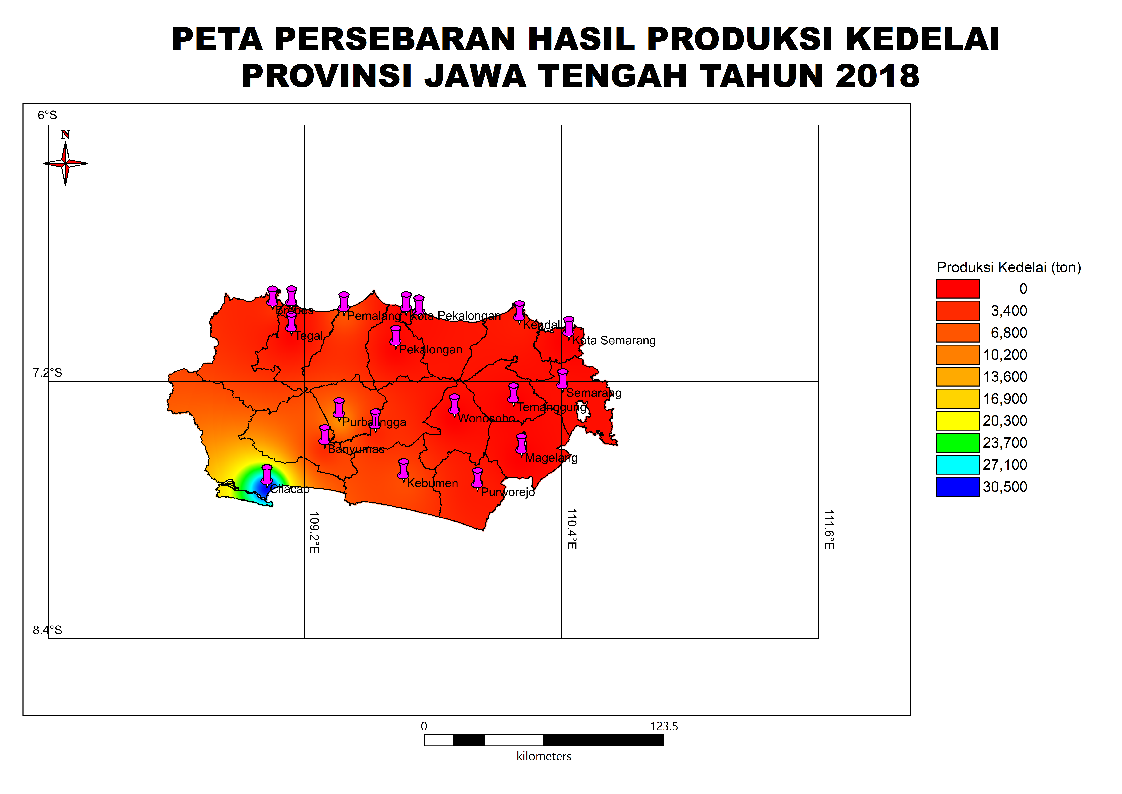 PETA PERSEBARAN HASIL PRODUKSI KEDELAI
PROVINSI JAWA TENGAH TAHUN 2018
6°S
N
Brebes
Tegal
Pemalang
Kota Pekalongan
Pekalongan
Kendal
Kota Semarang
7.2°S
Semarang
Temanggung
Wonosobo
Purbalingga
Banyumas
Magelang
Cilacap
Kebumen
Purworejo
109.2°E
110.4°E
111.6°E
8.4°S
Produksi Kedelai (ton)
0
3,400
6,800
10,200
13,600
16,900
20,300
23,700
27,100
30,500
0
123.5
kilometers